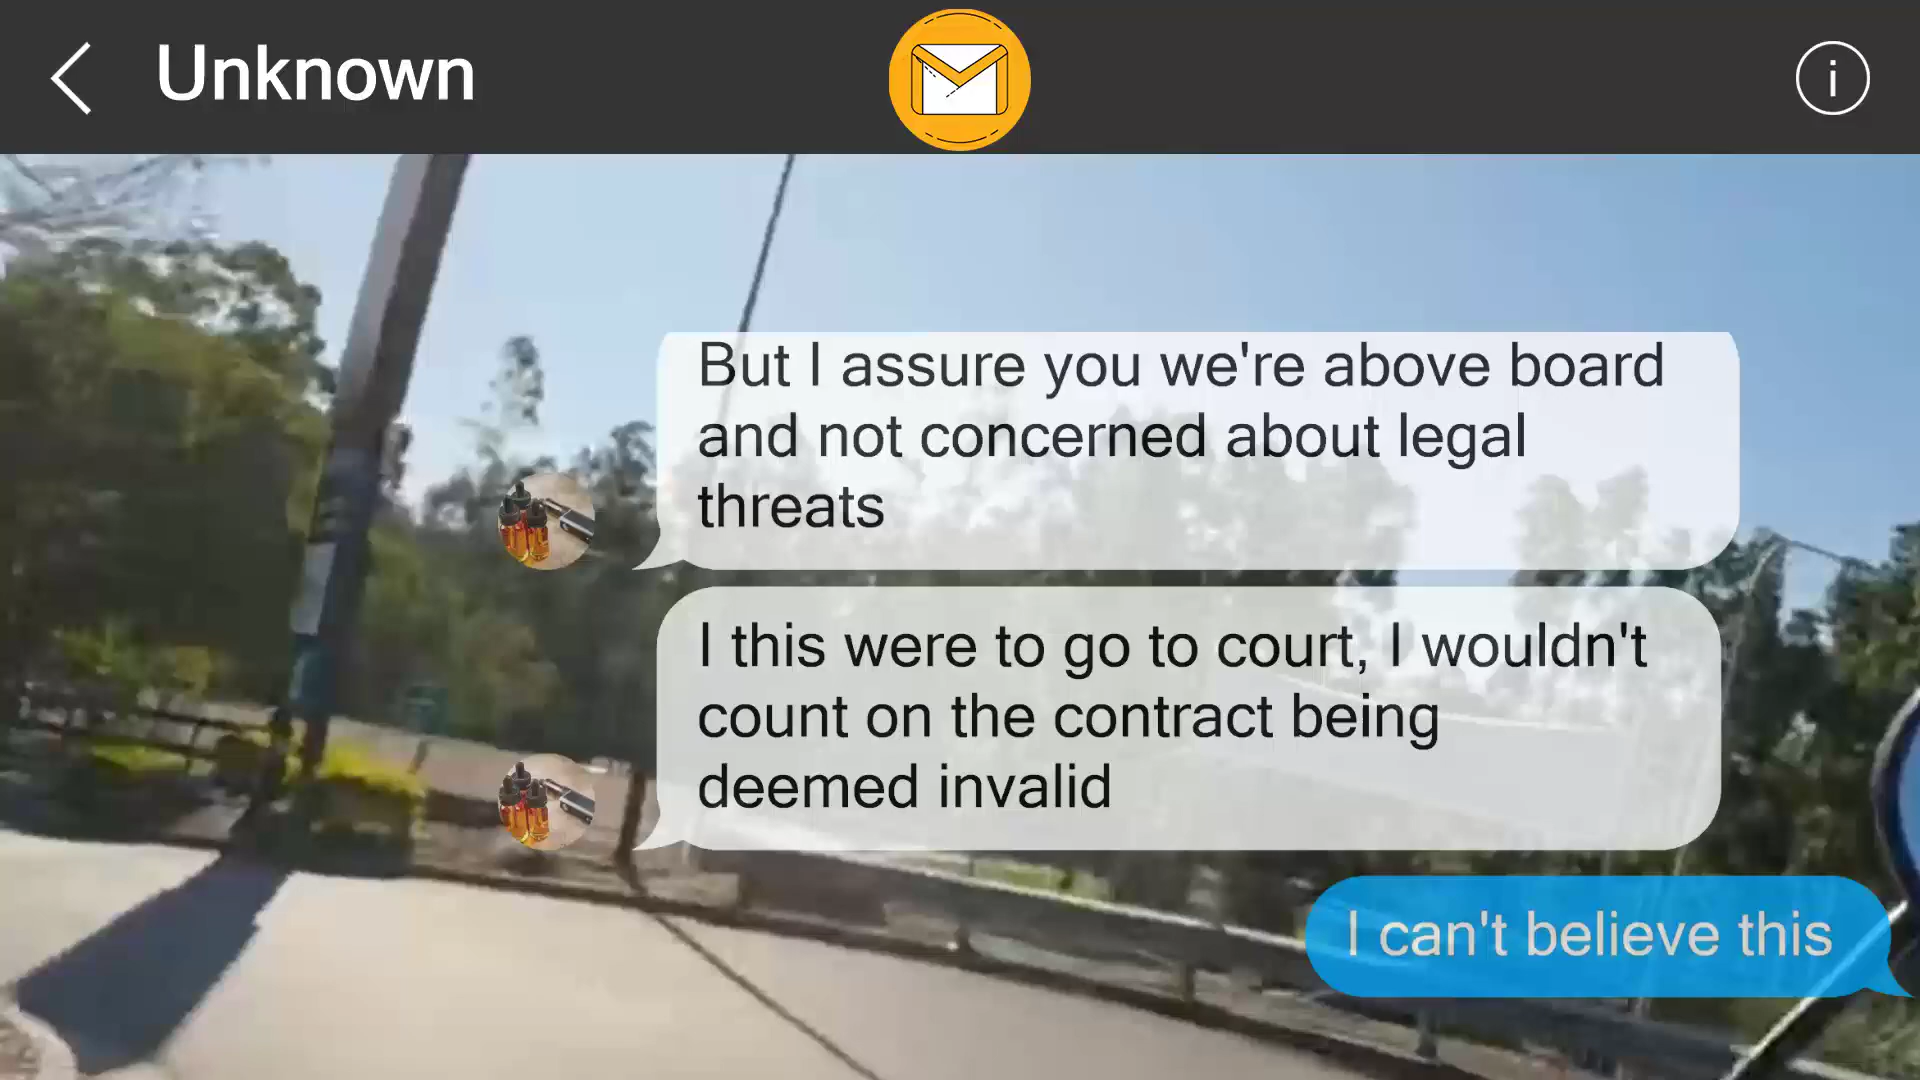 Unknown
But I assure you we're above board
and not concerned about legal
threats
I this were to go to court, I wouldn't
count on the contract being
deemed invalid
I can't believe this